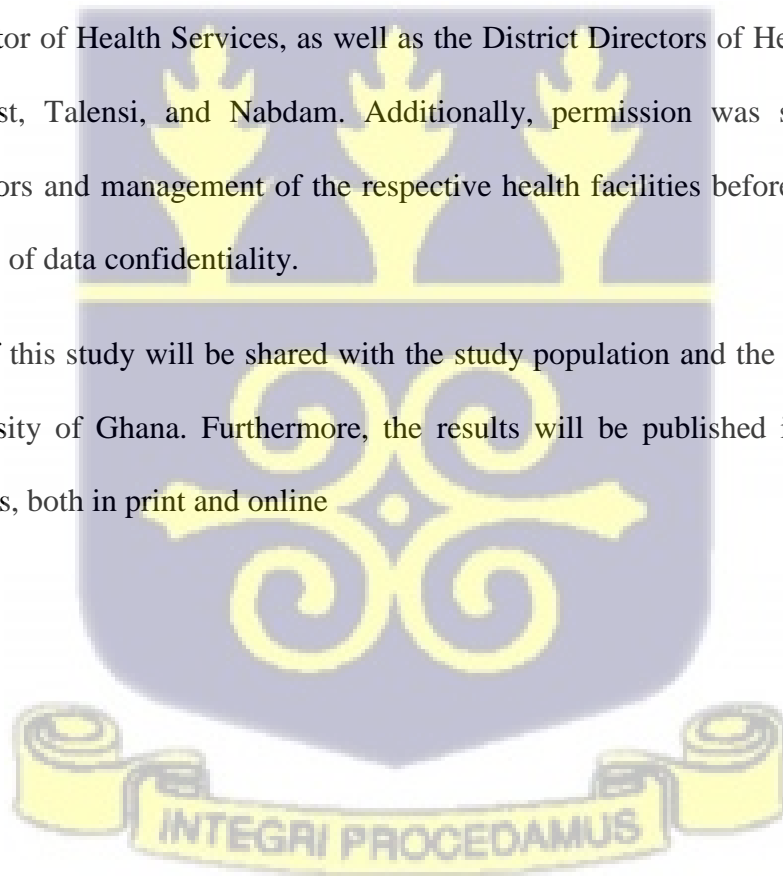 tor of Health Services, as well as the District Directors of He
st, Talensi, and Nabdam. Additionally, permission was s
ors and management of the respective health facilities before
of data confidentiality.
f this study will be shared with the study population and the
sity of Ghana. Furthermore, the results will be published i
s, both in print and online
INTEGRI PROCEDAMUS